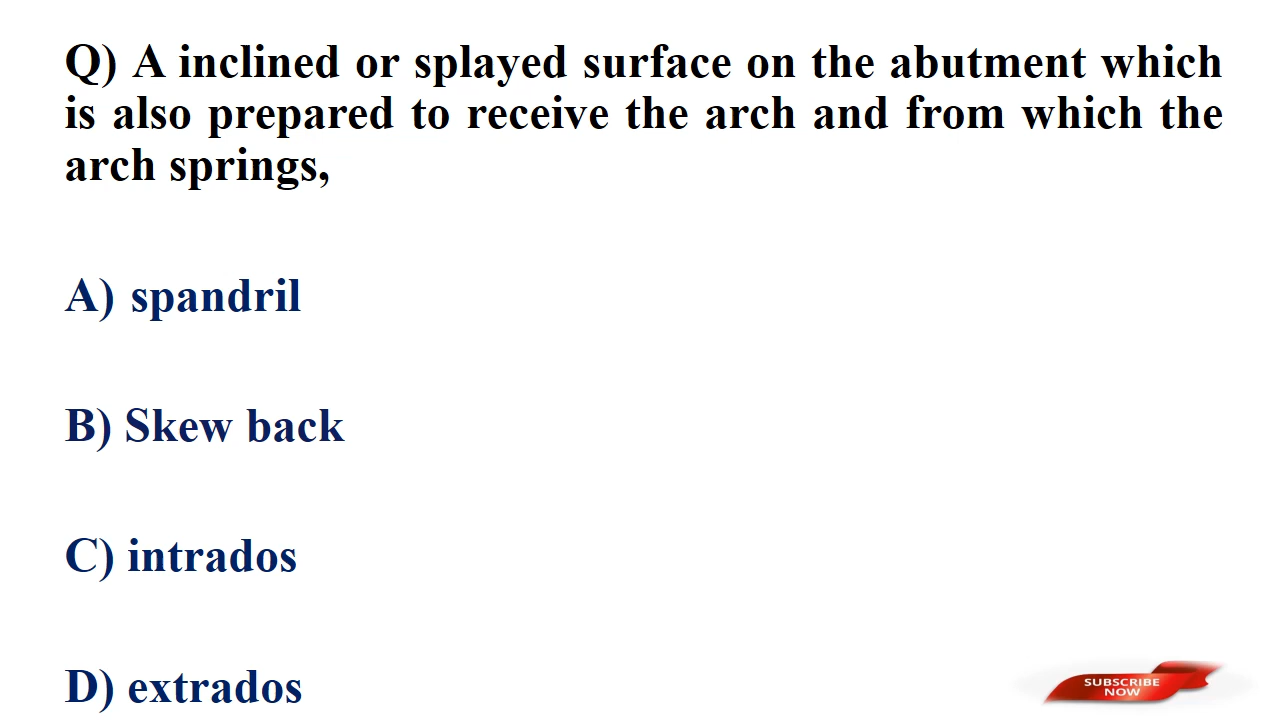 Q) A inclined or splayed surface on the abutment which
is also prepared to receive the arch and from which the
arch springs,
A) spandril
B) Skew back
C) intrados
D) extrados
SUBSCRIBE
NOW